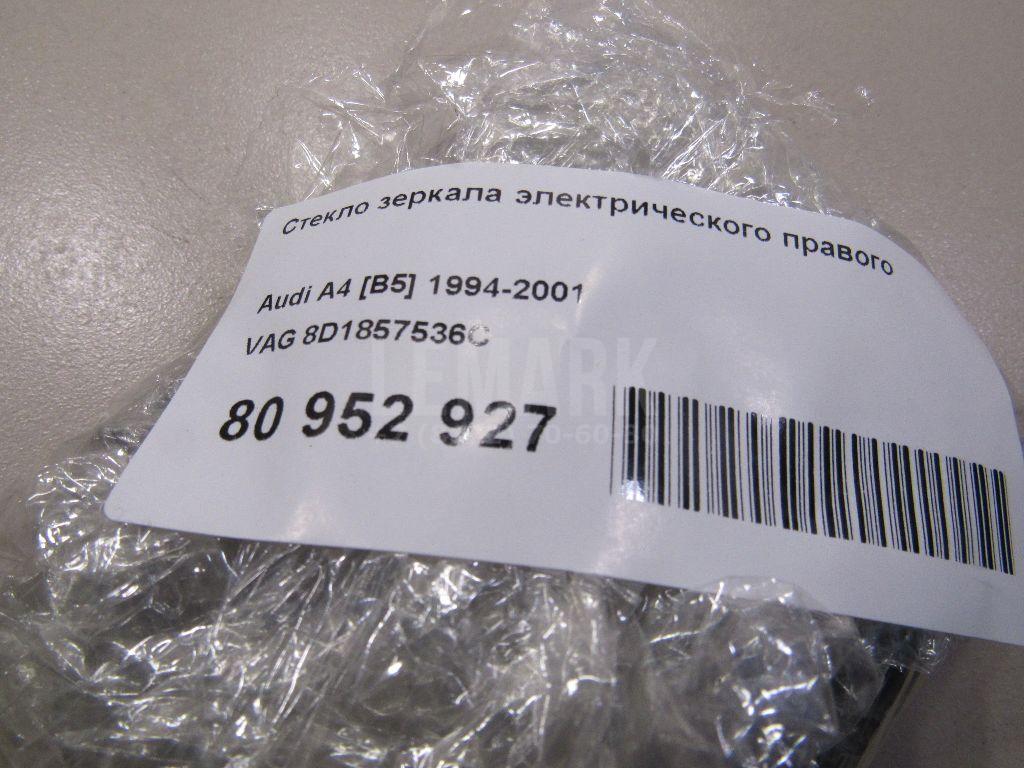 Стекло зеркала электрического правого
Audi A4 [B5] 1994-2001
VAG 8D1857536C
LEMARK
80 952 927